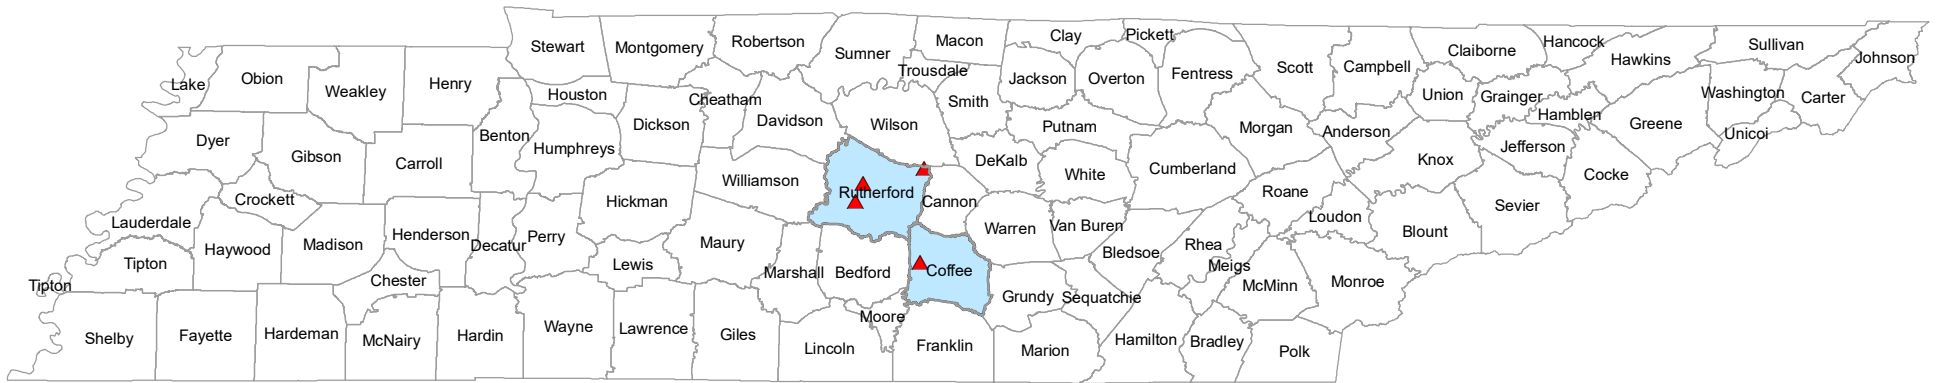 Stewart
Montgomery
Robertson
Sumner
Macon
Clay
Pickett
Claiborne
Hancock
Hawkins
Sullivan
Johnson
Lake
Obion
Weakley
Henry
Houston
Cheatham
Trousdale
Jackson
Overton
Fentress
Scott
Campbell
Union
Grainger
Hamblen
Washington
Carter
Unicoi
Greene
Dyer
Gibson
Carroll
Benton
Humphreys
Dickson
Davidson
Wilson
Smith
Putnam
Morgan
Anderson
Knox
Jefferson
Cocke
Crockett
Hickman
Williamson
Rutherford
Cannon
DeKalb
White
Cumberland
Roane
Loudon
Blount
Sevier
Lauderdale
Haywood
Madison
Henderson
Decatur
Perry
Lewis
Maury
Marshall
Bedford
Coffee
Warren
Van Buren
Bledsoe
Rhea
Meigs
McMinn
Monroe
Tipton
Tipton
Chester
Moore
Grundy
Sequatchie
Shelby
Fayette
Hardeman
McNairy
Hardin
Wayne
Lawrence
Giles
Lincoln
Franklin
Marion
Hamilton
Bradley
Polk